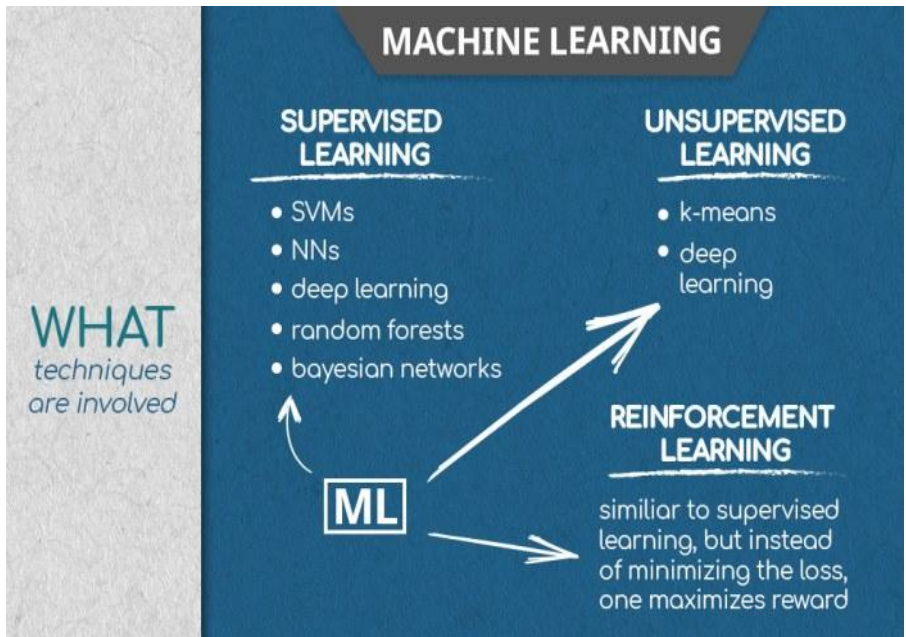 MACHINE LEARNING
WHAT
techniques
are involved
SUPERVISED
LEARNING
• SVMs
• NNs
• deep learning
• random forests
• bayesian networks
ML
UNSUPERVISED
LEARNING
• k-means
• deep
learning
REINFORCEMENT
LEARNING
similiar to supervised
learning, but instead
of minimizing the loss,
one maximizes reward